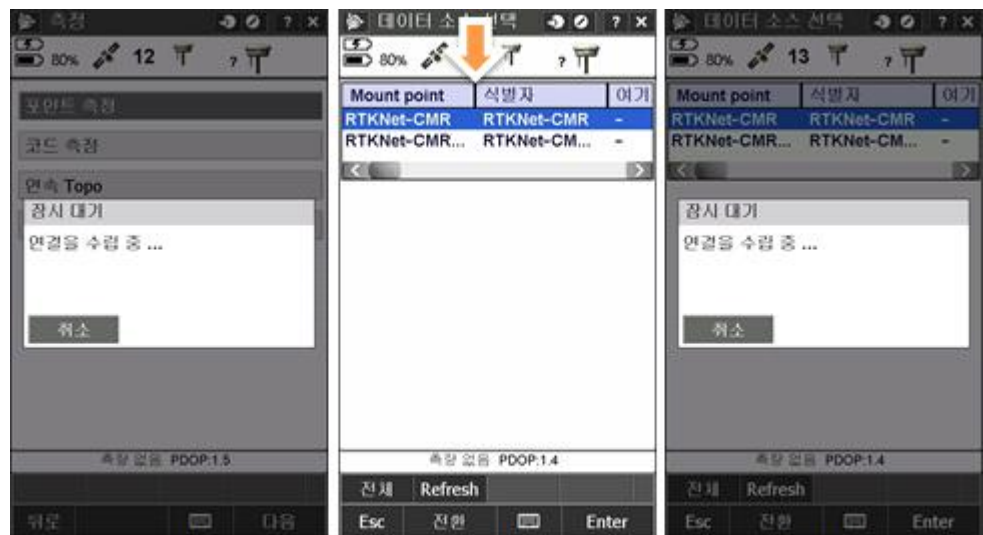 측정
80% 12 ?
포인트 측정
코드 측정
연속 Topo
잠시 대기
연결을 수립 중 ...
취소
측량 없음 PDOP:1.5
뒤로 다음
데이터 소스 선택
80% ?
Mount point 식별자 여기
RTKNet-CMR RTKNet-CMR -
RTKNet-CMR... RTKNet-CM... -
측량 없음 PDOP:1.4
전체 Refresh
Esc 전환 Enter
데이터 소스 선택
80% 13 ?
Mount point 식별자 여기
RTKNet-CMR RTKNet-CMR -
RTKNet-CMR... RTKNet-CM... -
잠시 대기
연결을 수립 중 ...
취소
측량 없음 PDOP:1.4
전체 Refresh
Esc 전환 Enter